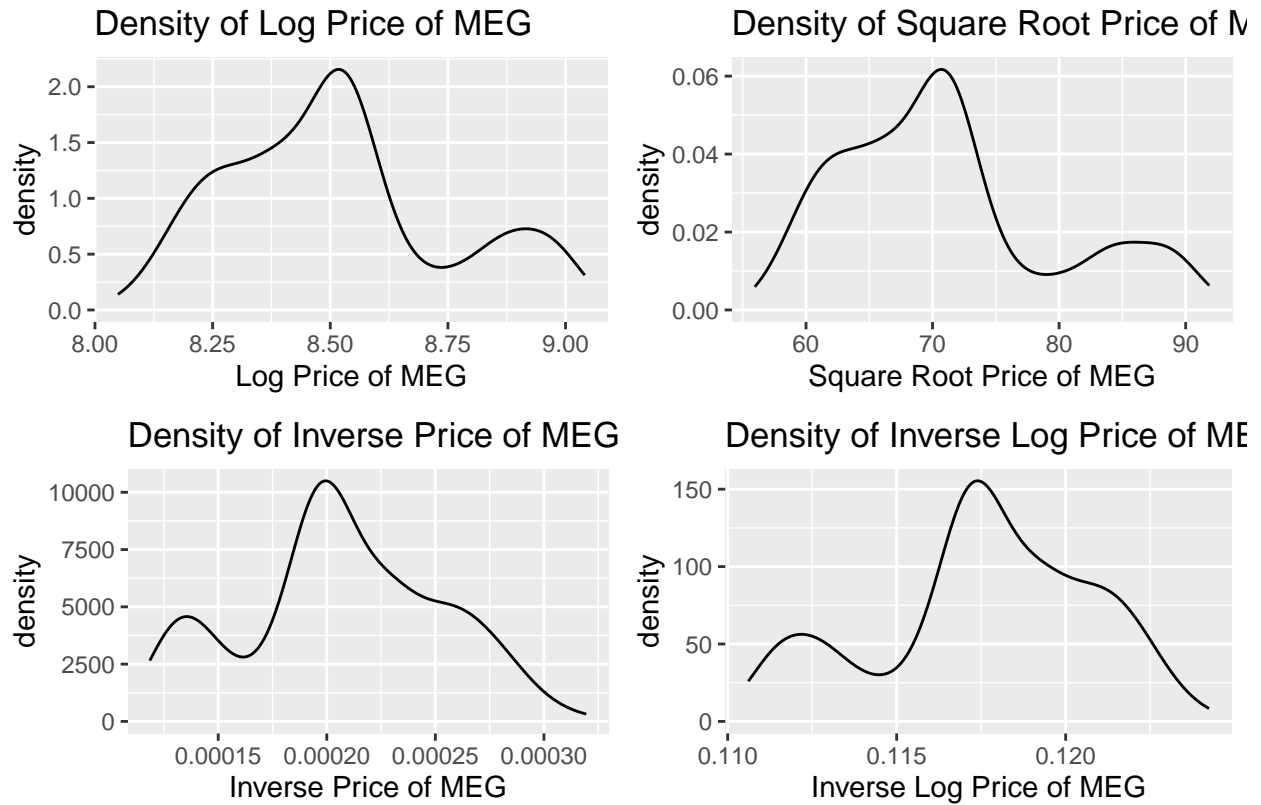 Density of Log Price of MEG
density
2.0
1.5
1.0
0.5
0.0
8.00 8.25 8.50 8.75 9.00
Log Price of MEG
Density of Square Root Price of M
density
0.06
0.04
0.02
0.00
60 70 80 90
Square Root Price of MEG
Density of Inverse Price of MEG
density
10000
7500
5000
2500
0
0.00015 0.00020 0.00025 0.00030
Inverse Price of MEG
Density of Inverse Log Price of ME
density
150
100
50
0
0.110 0.115 0.120
Inverse Log Price of MEG